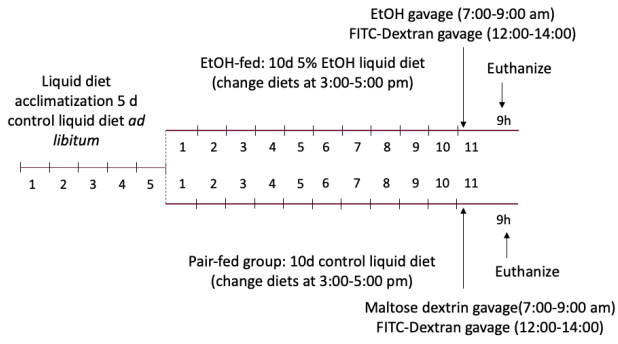 EtOH gavage (7:00-9:00 am)
FITC-Dextran gavage (12:00-14:00)
EtOH-fed: 10d 5% EtOH liquid diet
(change diets at 3:00-5:00 pm)
Euthanize
Liquid diet
acclimatization 5 d
control liquid diet ad
libitum
9h
1 2 3 4 5 6 7 8 9 10 11
1 2 3 4 5
1 2 3 4 5 6 7 8 9 10 11
9h
Pair-fed group: 10d control liquid diet
(change diets at 3:00-5:00 pm)
Euthanize
Maltose dextrin gavage(7:00-9:00 am)
FITC-Dextran gavage (12:00-14:00)